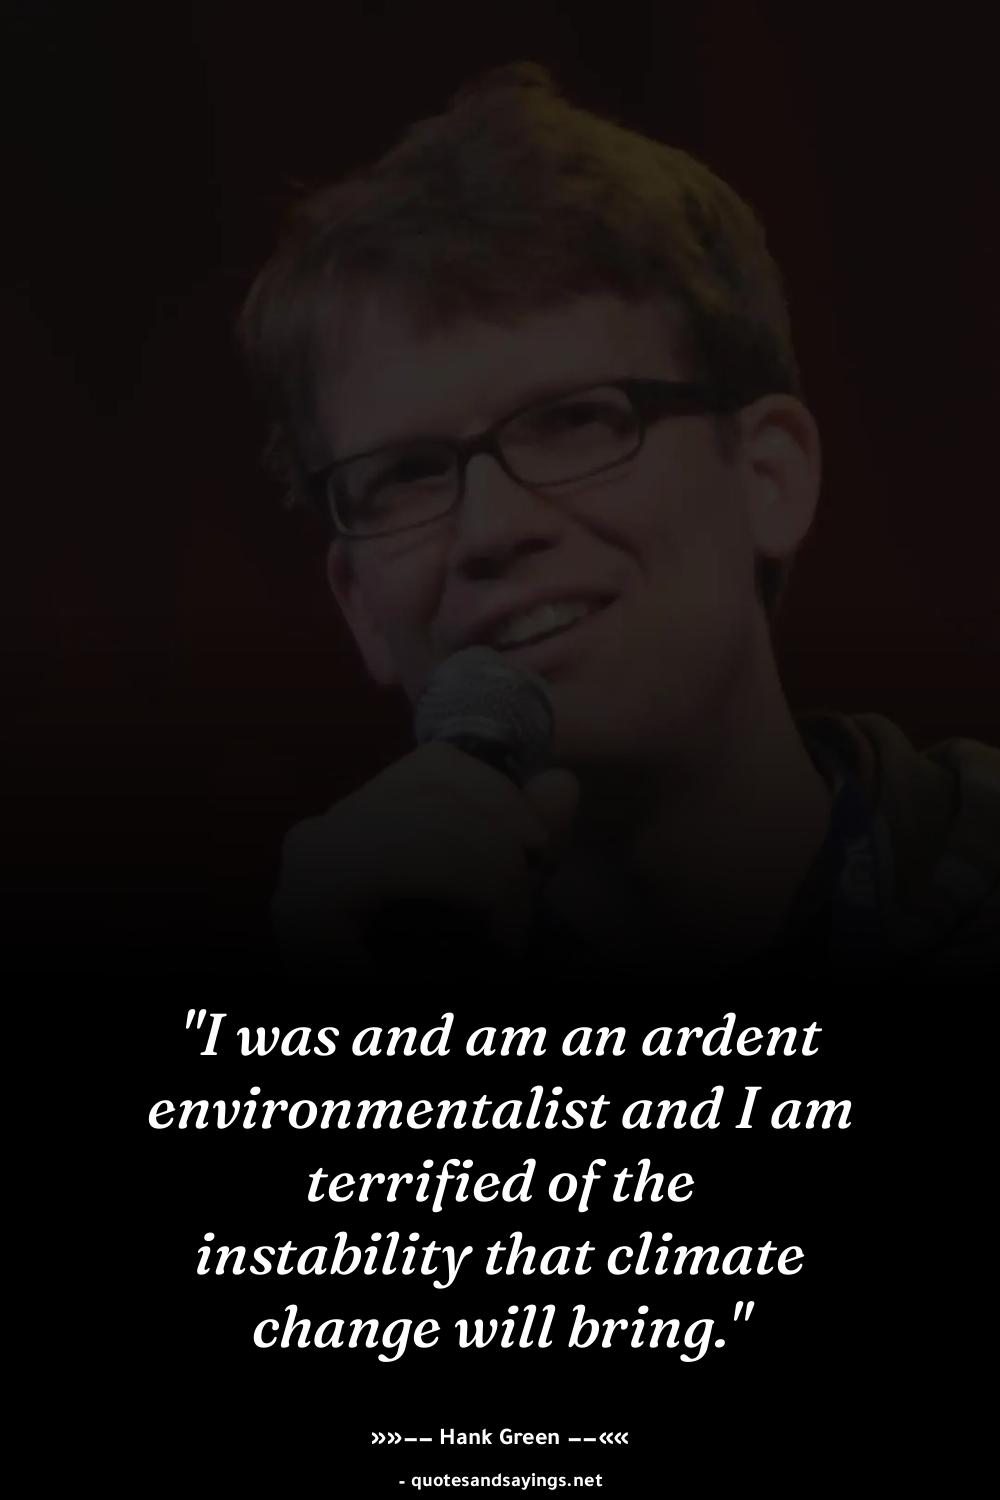 "I was and am an ardent
environmentalist and I am
terrified of the
instability that climate
change will bring."
»»−− Hank Green −−««
- quotesandsayings.net